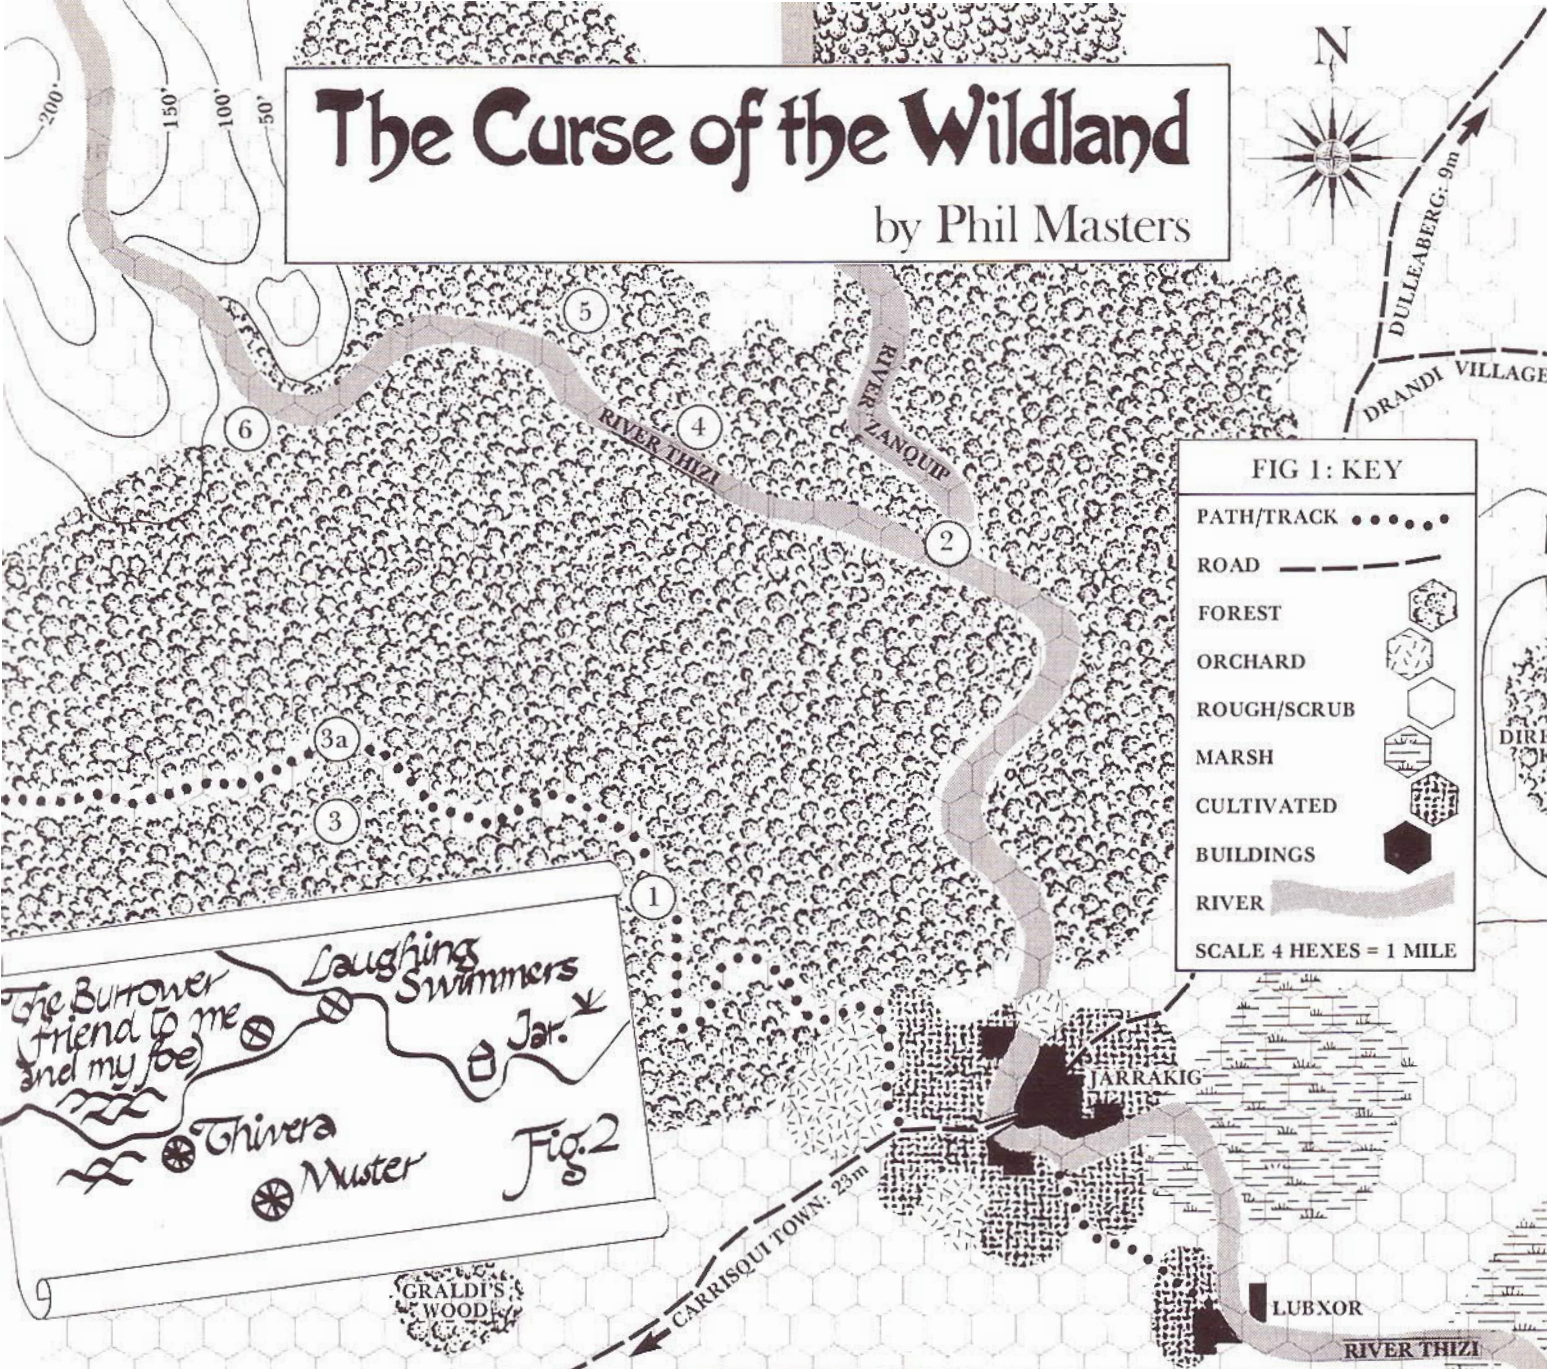 The Curse of the Wildland
by Phil Masters
N
200'
150'
100'
50'
DULLEABERG: 9m
DRANDI VILLAGE
5
6
4
RIVER THIZI
RIVER ZANQUIP
2
FIG 1: KEY
PATH/TRACK
ROAD
FOREST
ORCHARD
ROUGH/SCRUB
MARSH
CULTIVATED
BUILDINGS
RIVER
SCALE 4 HEXES = 1 MILE
DIRE
3a
3
1
The Burrower
friend to me
and my foe)
Laughing
Swimmers
Jar.
Thivera
Muster
Fig.2
JARRAKIG
CARRISQUI TOWN: 23m
GRALDI'S
WOOD
LUBXOR
RIVER THIZI